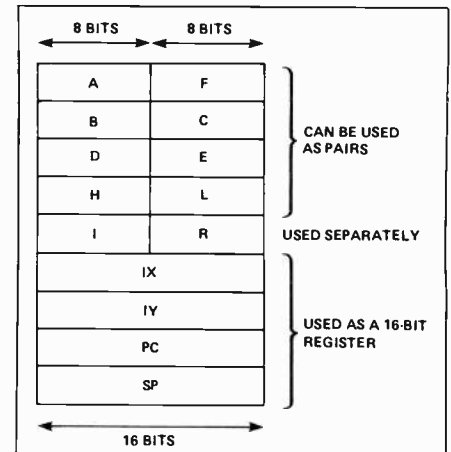 8 BITS 8 BITS
A F
B C
D E
H L
CAN BE USED
AS PAIRS
I R USED SEPARATELY
IX
IY
PC
SP
USED AS A 16-BIT
REGISTER
16 BITS